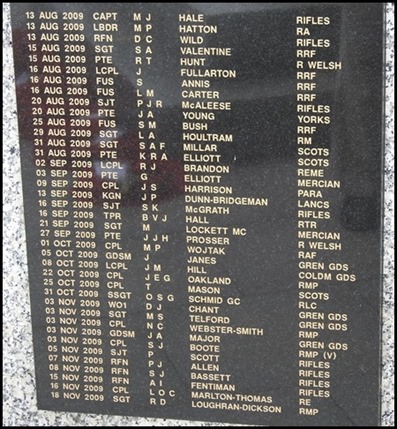 13 AUG 2009 CAPT M J HALE RIFLES
13 AUG 2009 LBDR M P HATTON RA
13 AUG 2009 RFN D C WILD RIFLES
15 AUG 2009 SGT S A VALENTINE RRF
15 AUG 2009 PTE R T HUNT R WELSH
16 AUG 2009 LCPL J FULLARTON RRF
16 AUG 2009 FUS S ANNIS RRF
16 AUG 2009 FUS L M CARTER RRF
20 AUG 2009 SJT P J R McALEESE RIFLES
20 AUG 2009 PTE J A YOUNG YORKS
25 AUG 2009 FUS S M BUSH RRF
29 AUG 2009 SGT L A HOULTRAM RM
31 AUG 2009 SGT S A F MILLAR SCOTS
31 AUG 2009 PTE K R A ELLIOTT SCOTS
02 SEP 2009 LCPL R J BRANDON REME
03 SEP 2009 PTE G ELLIOTT MERCIAN
09 SEP 2009 CPL J S HARRISON PARA
13 SEP 2009 KGN J P DUNN-BRIDGEMAN LANCS
16 SEP 2009 SJT S K McGRATH RIFLES
16 SEP 2009 TPR B V J HALL RTR
21 SEP 2009 SGT M LOCKETT MC MERCIAN
27 SEP 2009 PTE J J H PROSSER R WELSH
01 OCT 2009 CPL M P WOJTAK RAF
05 OCT 2009 GDSM J JANES GREN GDS
08 OCT 2009 LCPL J M HILL COLDM GDS
22 OCT 2009 CPL J E G OAKLAND RMP
25 OCT 2009 CPL T MASON SCOTS
31 OCT 2009 SSGT O S G SCHMID GC RLC
03 NOV 2009 WO1 D J CHANT GREN GDS
03 NOV 2009 SGT M S TELFORD GREN GDS
03 NOV 2009 CPL N C WEBSTER-SMITH RMP
03 NOV 2009 GDSM J A MAJOR GREN GDS
03 NOV 2009 CPL S J BOOTE RMP (V)
05 NOV 2009 SJT P SCOTT RIFLES
07 NOV 2009 RFN P J ALLEN RIFLES
08 NOV 2009 RFN S J BASSETT RIFLES
15 NOV 2009 RFN A I FENTIMAN RIFLES
16 NOV 2009 CPL L O C MARLTON-THOMAS RE
18 NOV 2009 SGT R D LOUGHRAN-DICKSON RMP